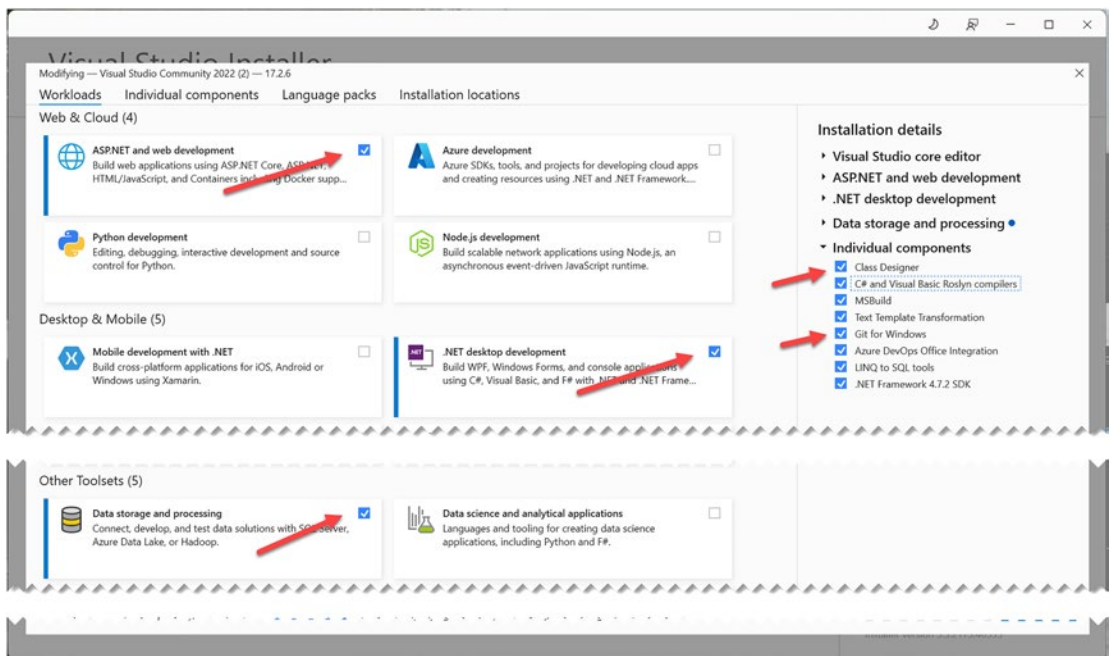 Visual Studio Installer
Modifying — Visual Studio Community 2022 (2) — 17.2.6
Workloads Individual components Language packs Installation locations
Web & Cloud (4)
ASP.NET and web development
Build web applications using ASP.NET Core, ASP.NET,
HTML/JavaScript, and Containers including Docker supp...
Azure development
Azure SDKs, tools, and projects for developing cloud apps
and creating resources using .NET and .NET Framework....
Python development
Editing, debugging, interactive development and source
control for Python.
Node.js development
Build scalable network applications using Node.js, an
asynchronous event-driven JavaScript runtime.
Desktop & Mobile (5)
Mobile development with .NET
Build cross-platform applications for iOS, Android or
Windows using Xamarin.
.NET desktop development
Build WPF, Windows Forms, and console applications
using C#, Visual Basic, and F# with .NET and .NET Frame...
Other Toolsets (5)
Data storage and processing
Connect, develop, and test data solutions with SQL Server,
Azure Data Lake, or Hadoop.
Data science and analytical applications
Languages and tooling for creating data science
applications, including Python and F#.
Installation details
Visual Studio core editor
ASP.NET and web development
.NET desktop development
Data storage and processing
Individual components
Class Designer
C# and Visual Basic Roslyn compilers
MSBuild
Text Template Transformation
Git for Windows
Azure DevOps Office Integration
LINQ to SQL tools
.NET Framework 4.7.2 SDK